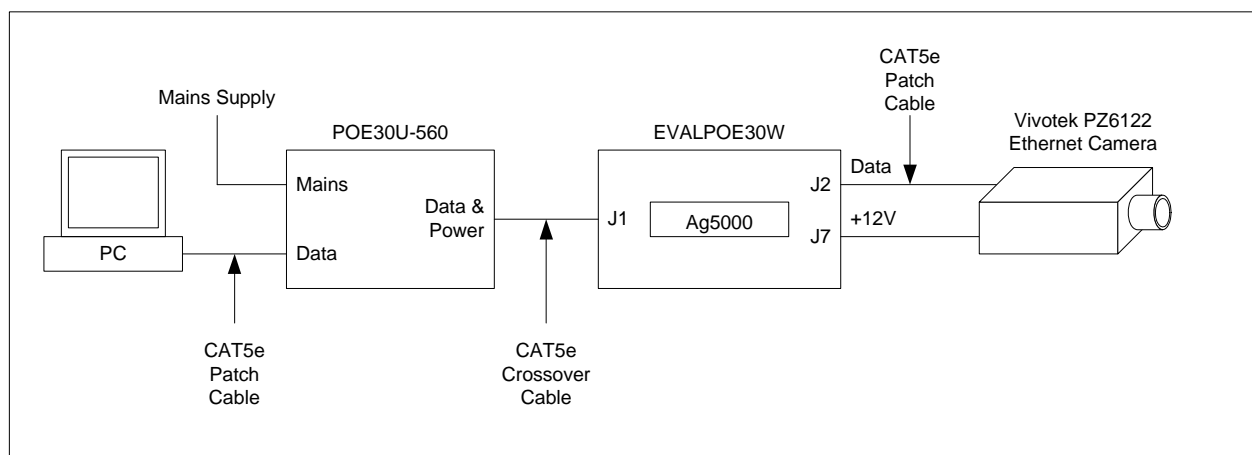 CAT5e
Patch
Cable
Mains Supply
POE30U-560
EVALPOE30W
Vivotek PZ6122
Ethernet Camera
Mains
Data &
Power
Data
PC
J1
Ag5000
J2
J7
Data
+12V
CAT5e
Patch
Cable
CAT5e
Crossover
Cable